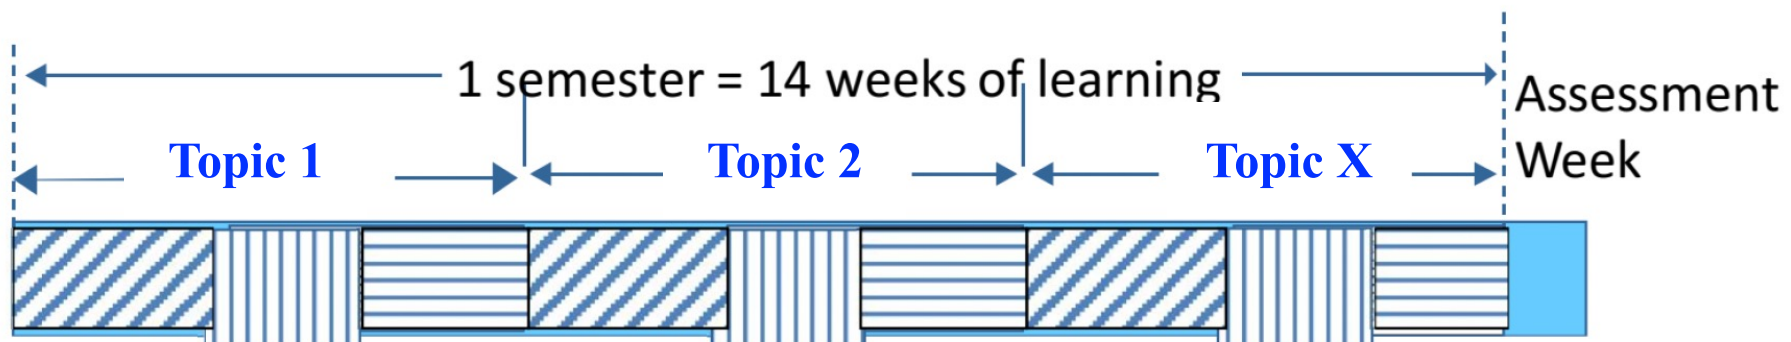 1 semester = 14 weeks of learning
Assessment
Week
Topic 1
Topic 2
Topic X